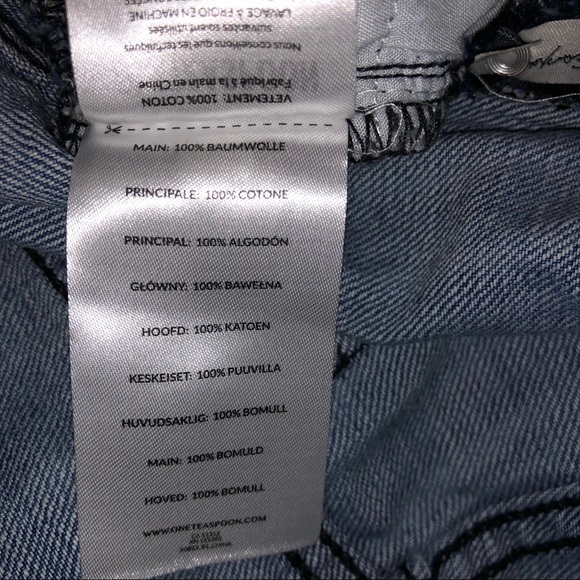 VETEMENT: 100% COTON
Fabriqué à la main en Chine
Nous conseillons que les techniques
Suivantes soient utilisées
LAVAGE À FROID EN MACHINE
MAIN: 100% BAUMWOLLE
PRINCIPALE: 100% COTONE
PRINCIPAL: 100% ALGODÓN
GŁÓWNY: 100% BAWEŁNA
HOOFD: 100% KATOEN
KESKEISET: 100% PUUVILLA
HUVUDSAKLIG: 100% BOMULL
MAIN: 100% BOMULD
HOVED: 100% BOMULL
WWW.ONETEASPOON.COM